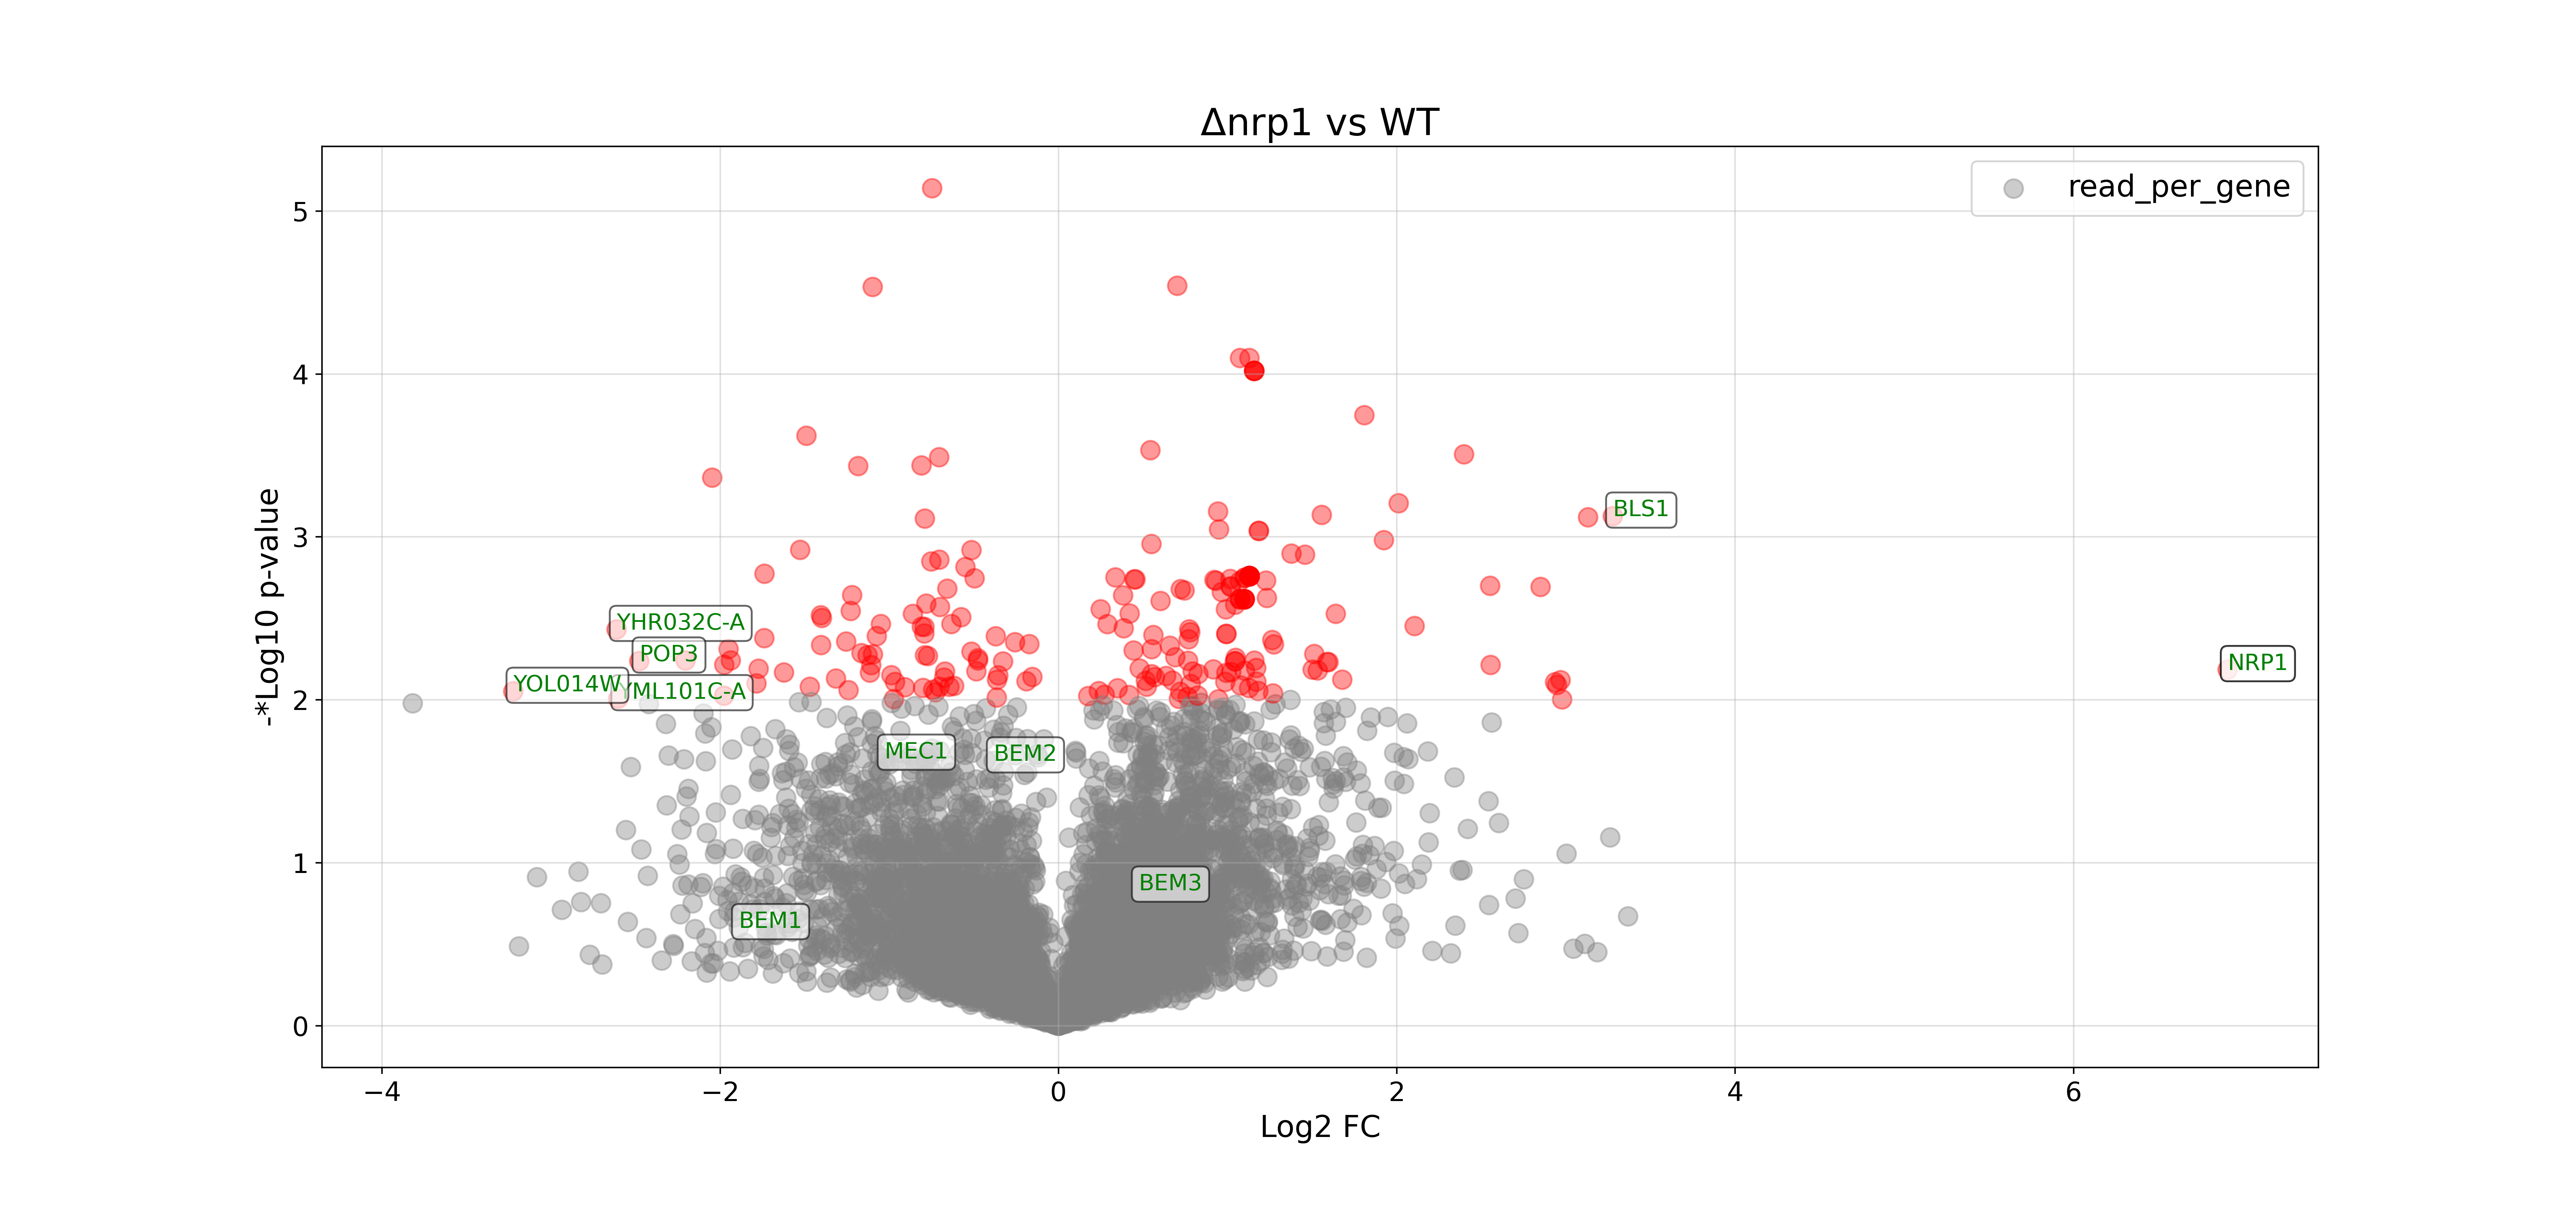 Δnrp1 vs WT
read_per_gene
5
4
3
2
1
0
-*Log10 p-value
BLS1
YHR032C-A
POP3
NRP1
YOL014W
YML101C-A
MEC1
BEM2
BEM3
BEM1
−4
−2
0
2
4
6
Log2 FC